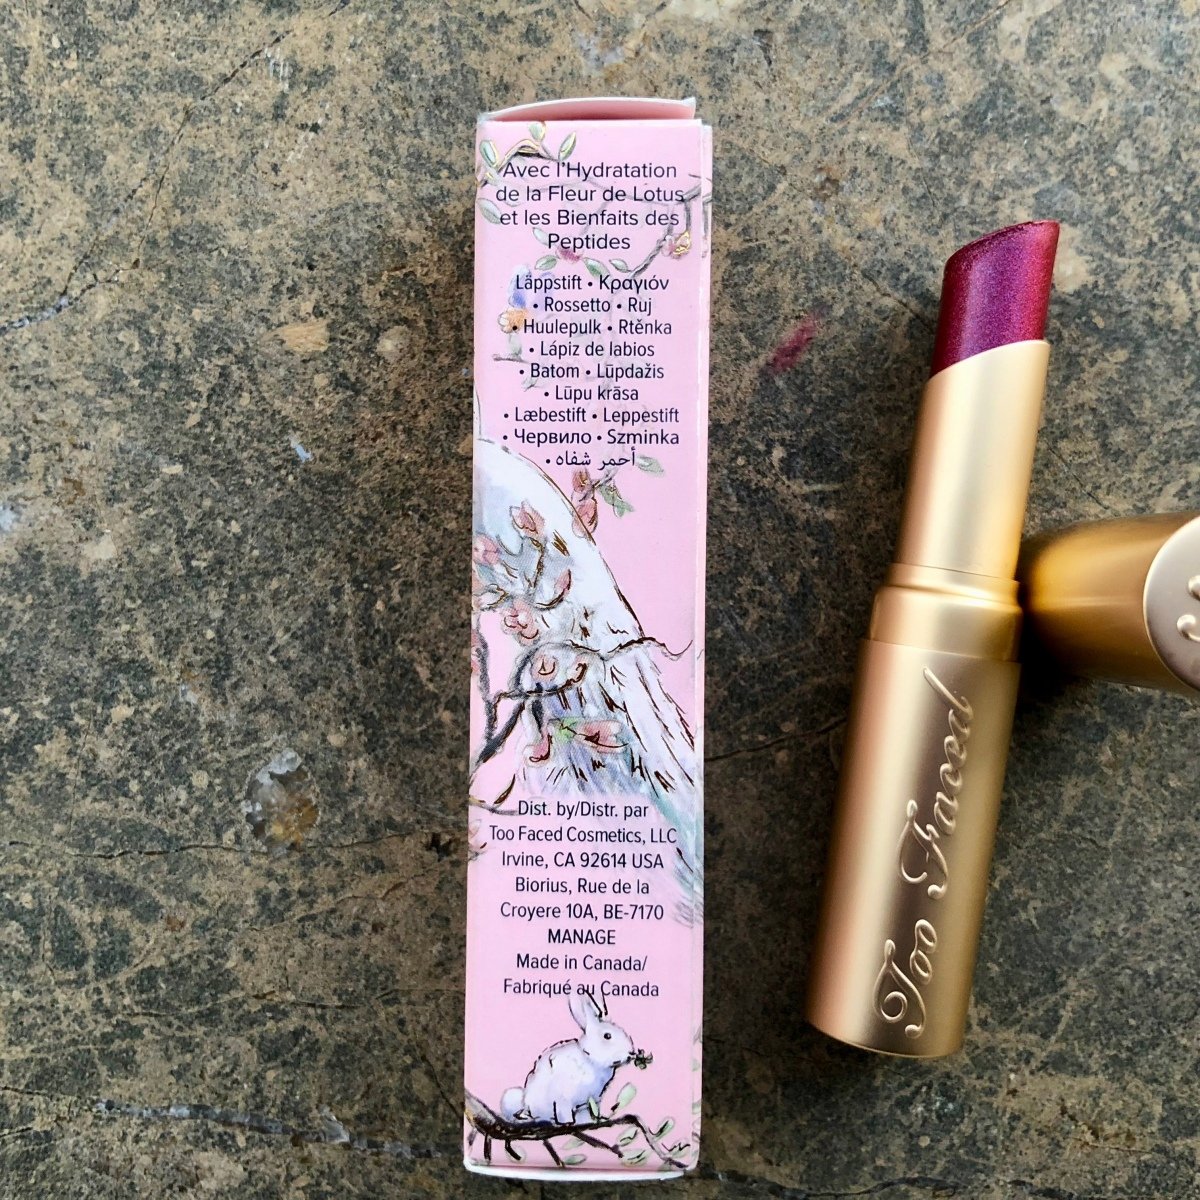 Avec l'Hydratation
de la Fleur de Lotus
et les Bienfaits des
Peptides
Läppstift • Κραγιόν
• Rossetto • Ruj
• Huulepulk • Rtěnka
• Lápiz de labios
• Batom • Lūpdažis
• Lūpu krāsa
• Læbestift • Leppestift
• Червило • Szminka
• أحمر شفاه
Dist. by/Distr. par
Too Faced Cosmetics, LLC
Irvine, CA 92614 USA
Biorius, Rue de la
Croyere 10A, BE-7170
MANAGE
Made in Canada/
Fabriqué au Canada
Too Faced